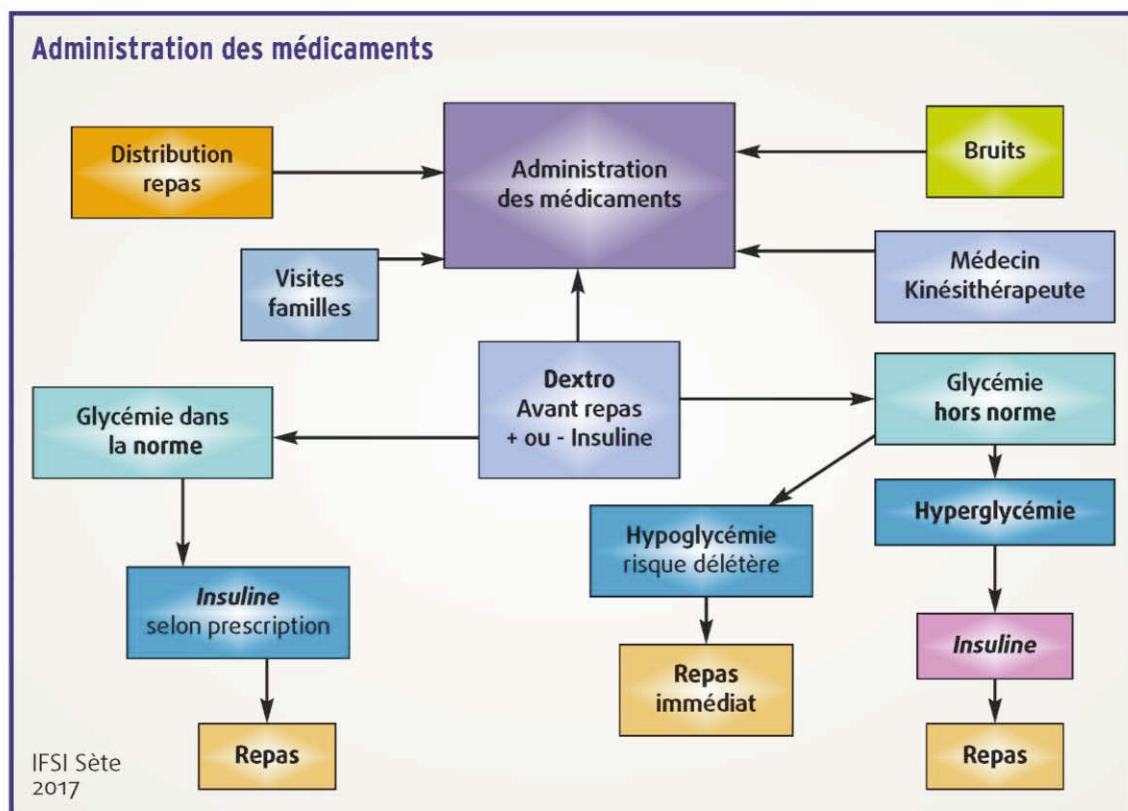 Administration des médicaments
Distribution
repas
Administration
des médicaments
Bruits
Visites
familles
Médecin
Kinésithérapeute
Dextro
Avant repas
+ ou - Insuline
Glycémie dans
la norme
Glycémie
hors norme
Hypoglycémie
risque délétère
Hyperglycémie
Insuline
selon prescription
Insuline
Repas
immédiat
Repas
Repas
IFSI Sète
2017